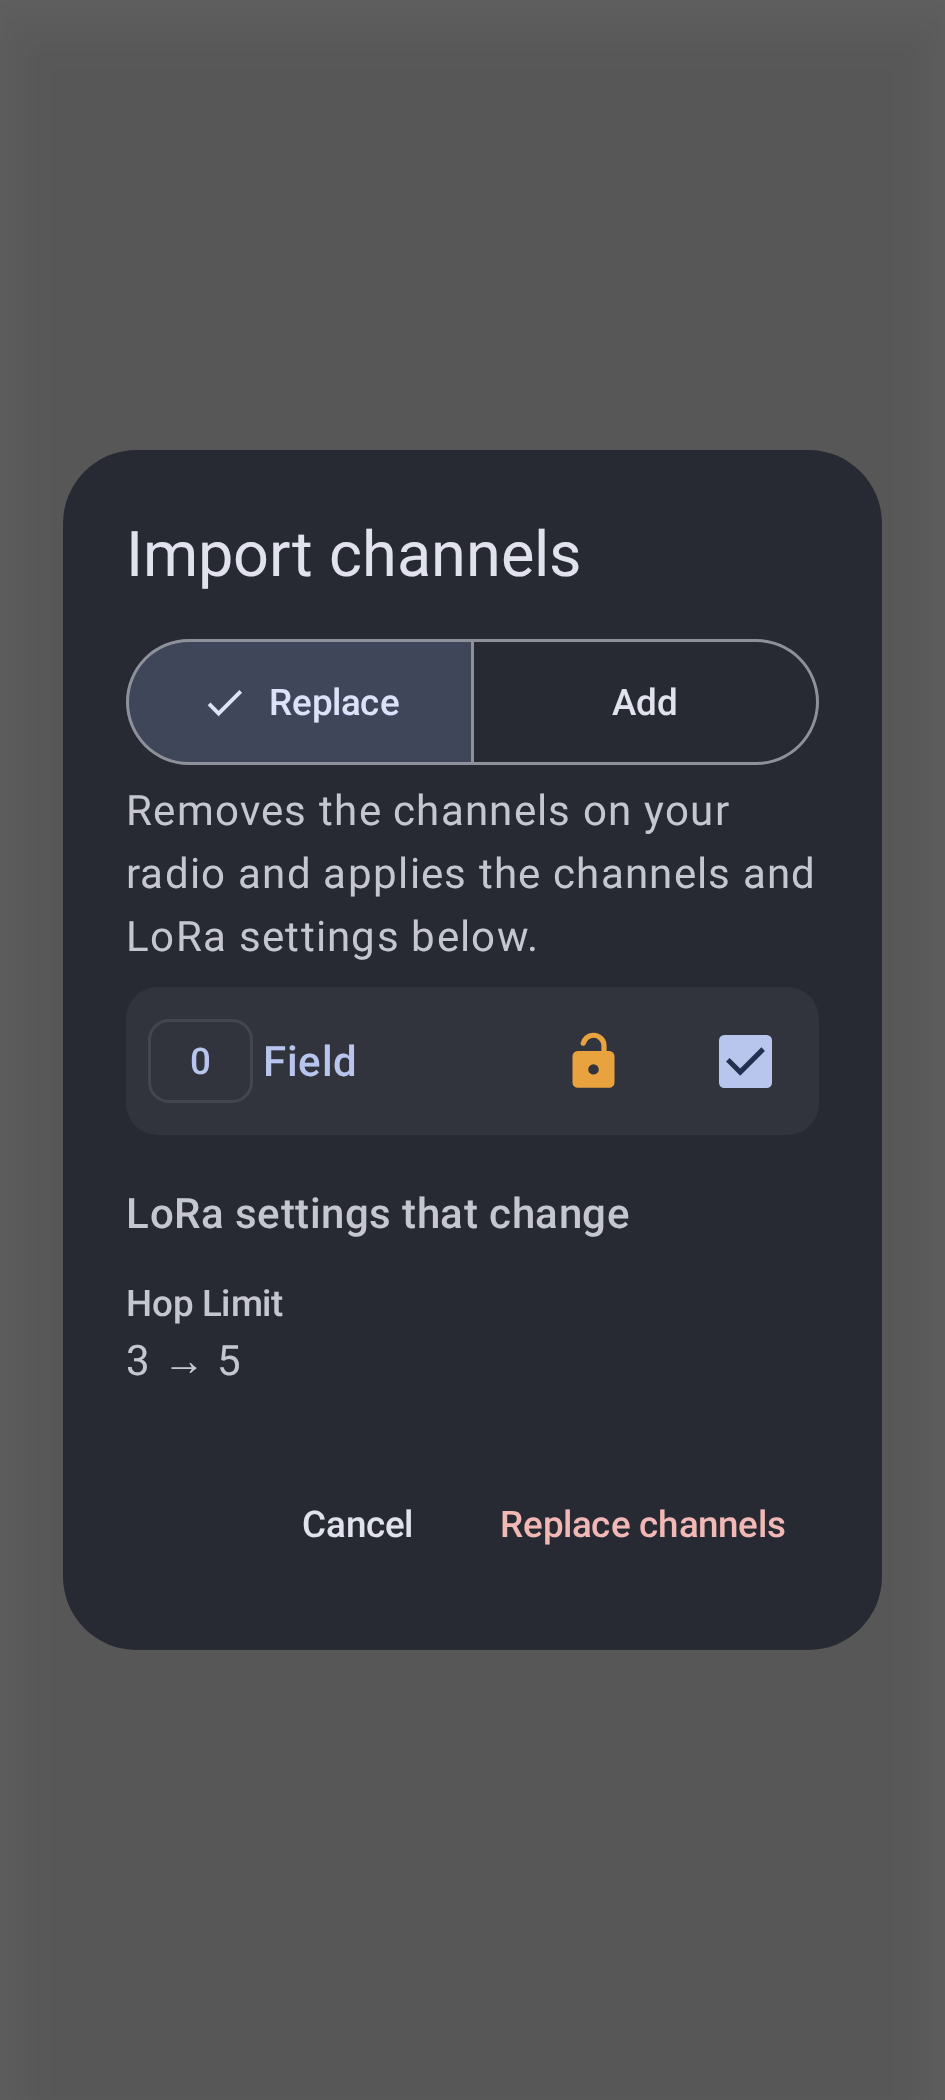 Import channels
Replace
Add
Removes the channels on your
radio and applies the channels and
LoRa settings below.
0 Field
LoRa settings that change
Hop Limit
3 → 5
Cancel
Replace channels